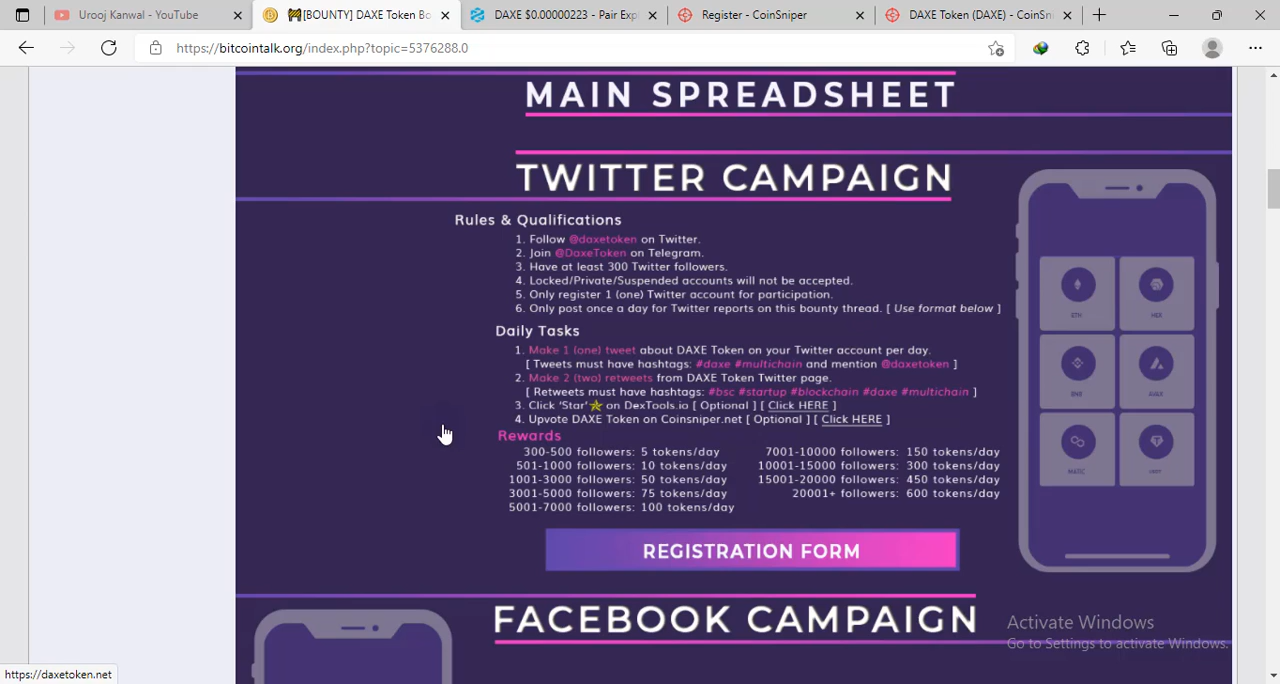 Urooj Kanwal - YouTube
[BOUNTY] DAXE Token Bo
DAXE $0.00000223 - Pair Exp
Register - CoinSniper
DAXE Token (DAXE) - CoinSn
https://bitcointalk.org/index.php?topic=5376288.0
MAIN SPREADSHEET
TWITTER CAMPAIGN
Rules & Qualifications
1. Follow @daxetoken on Twitter.
2. Join @DaxeToken on Telegram.
3. Have at least 300 Twitter followers.
4. Locked/Private/Suspended accounts will not be accepted.
5. Only register 1 (one) Twitter account for participation.
6. Only post once a day for Twitter reports on this bounty thread. [ Use format below ]
Daily Tasks
1. Make 1 (one) tweet about DAXE Token on your Twitter account per day.
[ Tweets must have hashtags: #daxe #multichain and mention @daxetoken ]
2. Make 2 (two) retweets from DAXE Token Twitter page.
[ Retweets must have hashtags: #bsc #startup #blockchain #daxe #multichain ]
3. Click 'Star' on DexTools.io [ Optional ] [ Click HERE ]
4. Upvote DAXE Token on Coinsniper.net [ Optional ] [ Click HERE ]
Rewards
300-500 followers: 5 tokens/day
501-1000 followers: 10 tokens/day
1001-3000 followers: 50 tokens/day
3001-5000 followers: 75 tokens/day
5001-7000 followers: 100 tokens/day
7001-10000 followers: 150 tokens/day
10001-15000 followers: 300 tokens/day
15001-20000 followers: 450 tokens/day
20001+ followers: 600 tokens/day
ETH
HEX
BNB
AVAX
MATIC
REGISTRATION FORM
FACEBOOK CAMPAIGN
Activate Windows
Go to Settings to activate Windows.
https://daxetoken.net